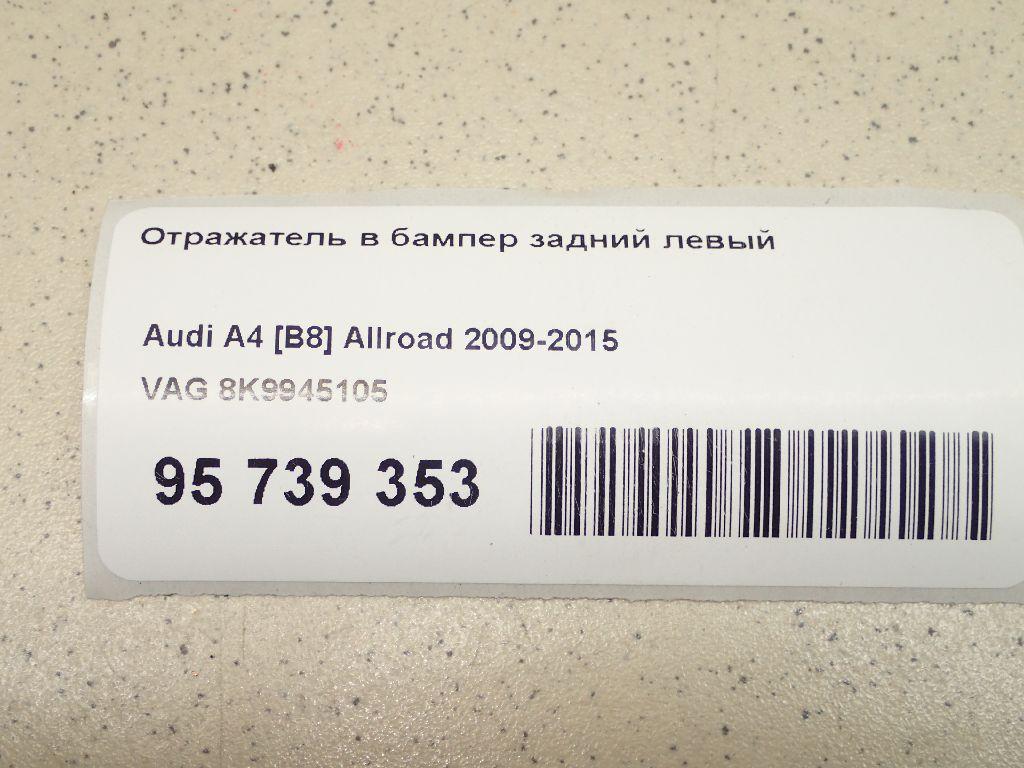 Отражатель в бампер задний левый
Audi A4 [B8] Allroad 2009-2015
VAG 8K9945105
95 739 353